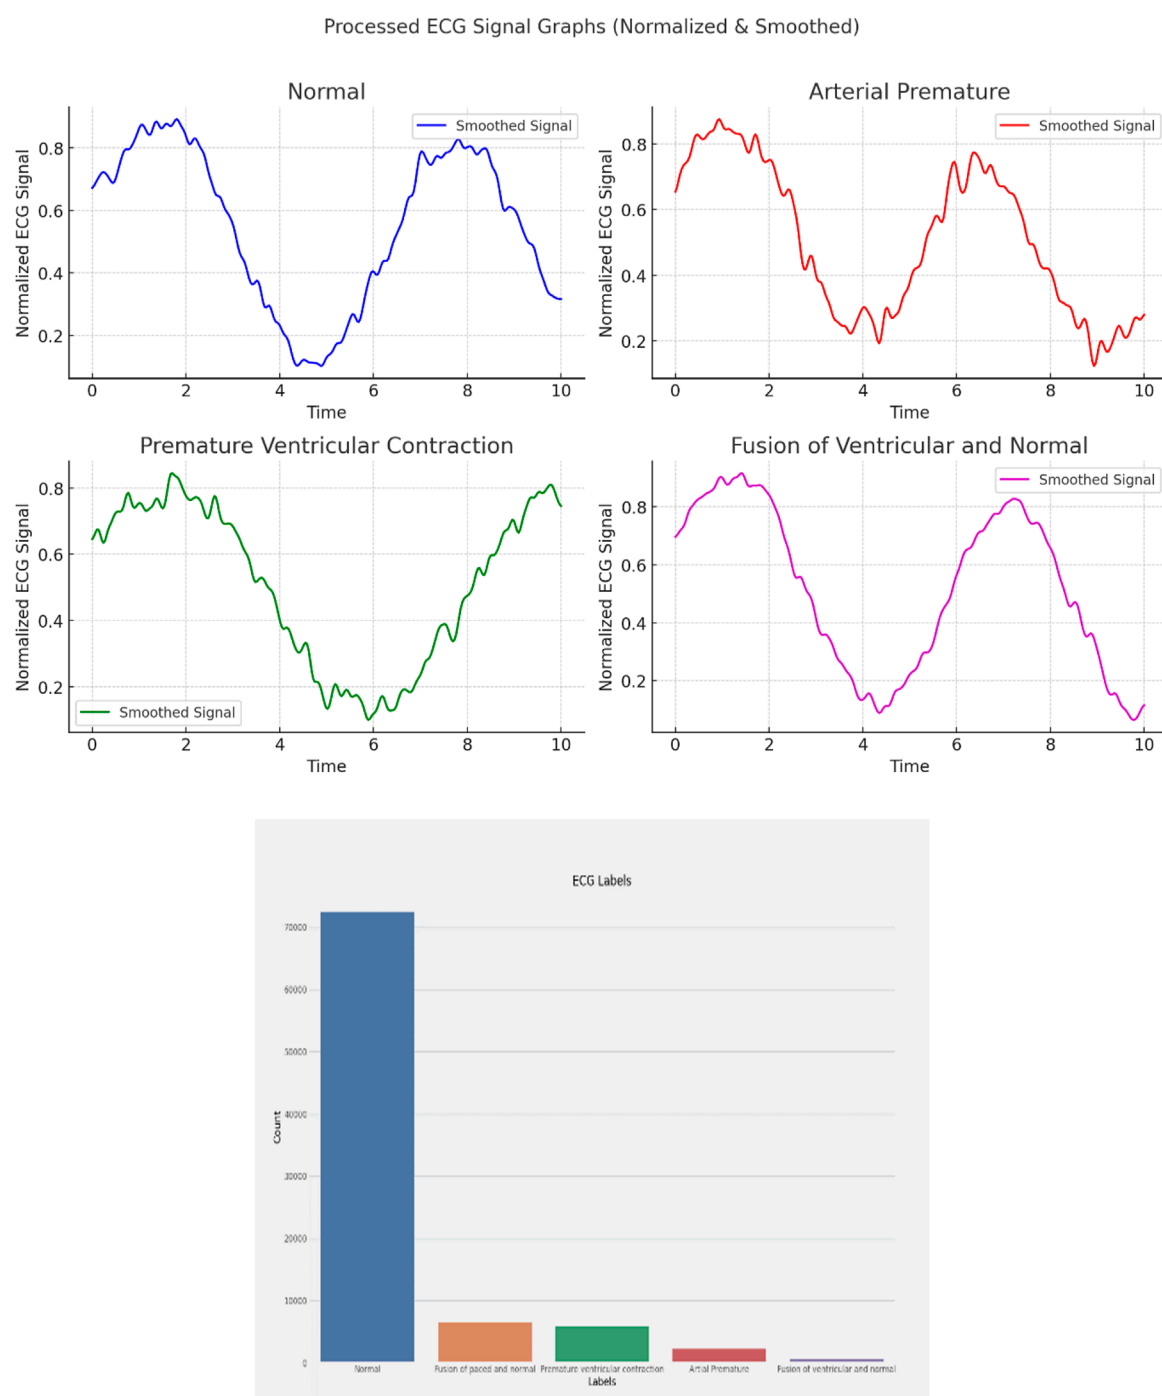 Processed ECG Signal Graphs (Normalized & Smoothed)
Normal
Smoothed Signal
Normalized ECG Signal
0.8
0.6
0.4
0.2
0 2 4 6 8 10
Time
Arterial Premature
Smoothed Signal
Normalized ECG Signal
0.8
0.6
0.4
0.2
0 2 4 6 8 10
Time
Premature Ventricular Contraction
Normalized ECG Signal
0.8
0.6
0.4
0.2
Smoothed Signal
0 2 4 6 8 10
Time
Fusion of Ventricular and Normal
Smoothed Signal
Normalized ECG Signal
0.8
0.6
0.4
0.2
0 2 4 6 8 10
Time
ECG Labels
Count
70000
60000
50000
40000
30000
20000
10000
0
Normal Fusion of paced and normal Premature ventricular contraction Artial Premature Fusion of ventricular and normal
Labels